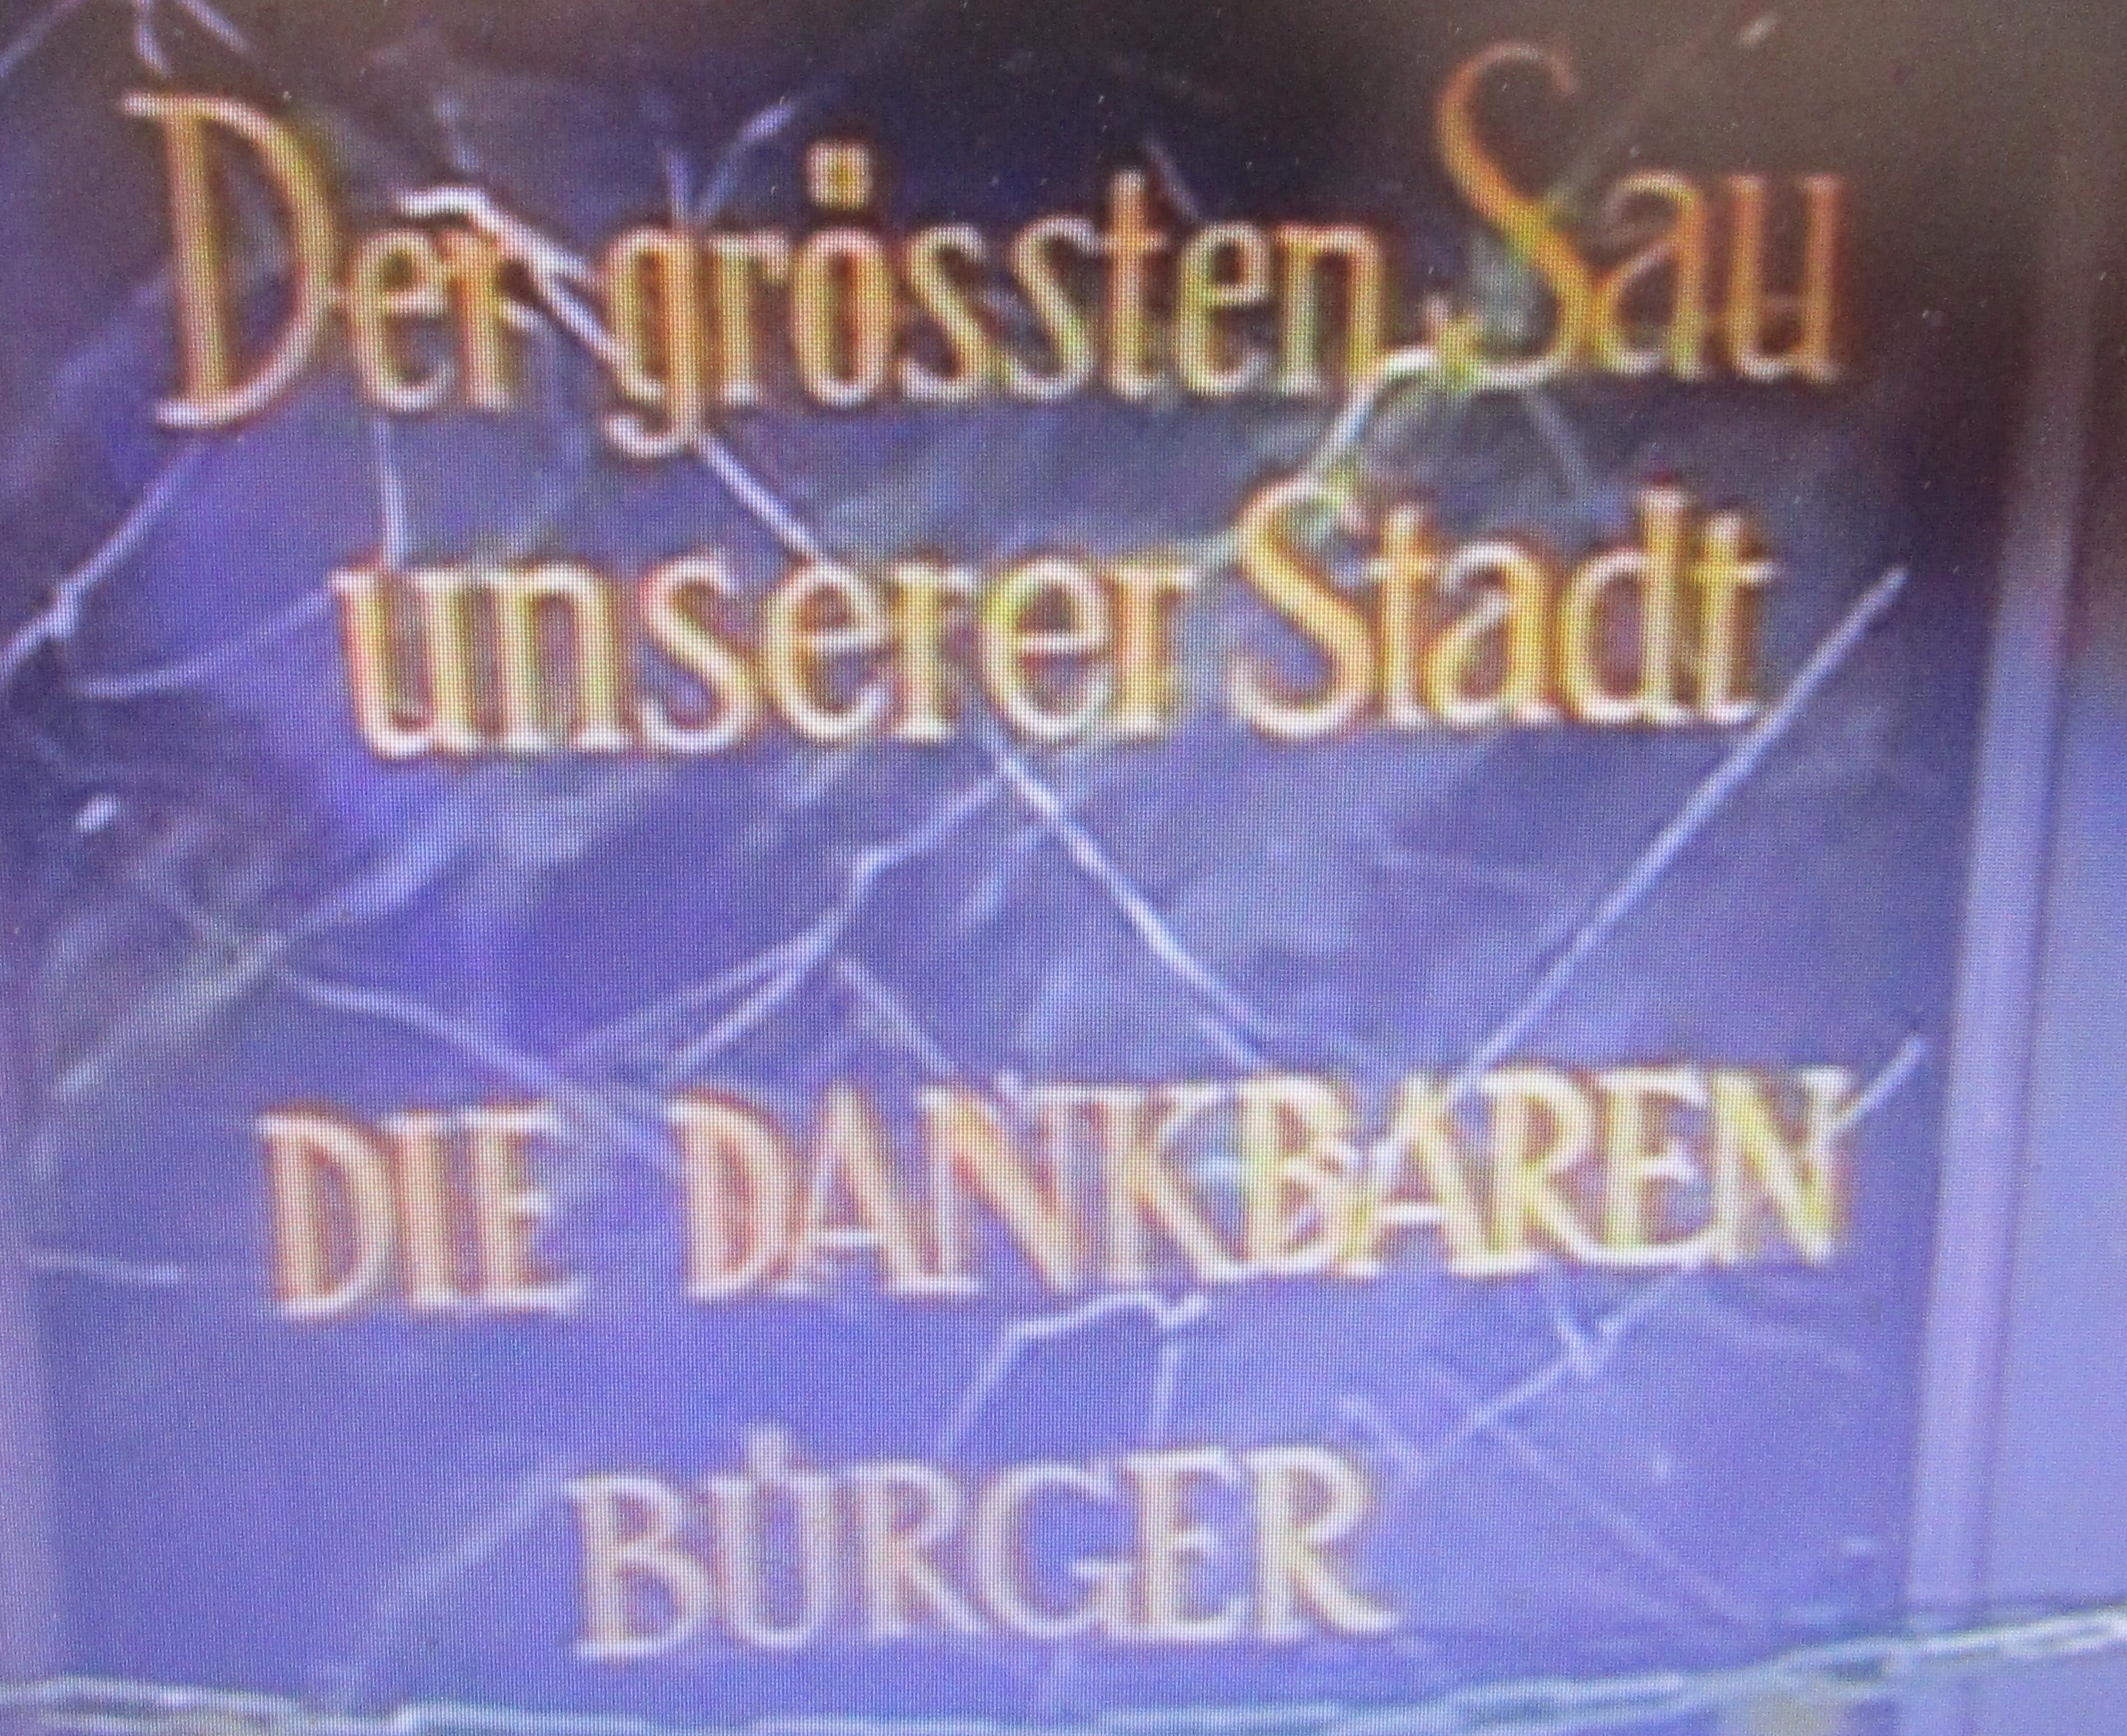 Der grössten Sau
unserer Stadt
DIE DANKBAREN
BÜRGER